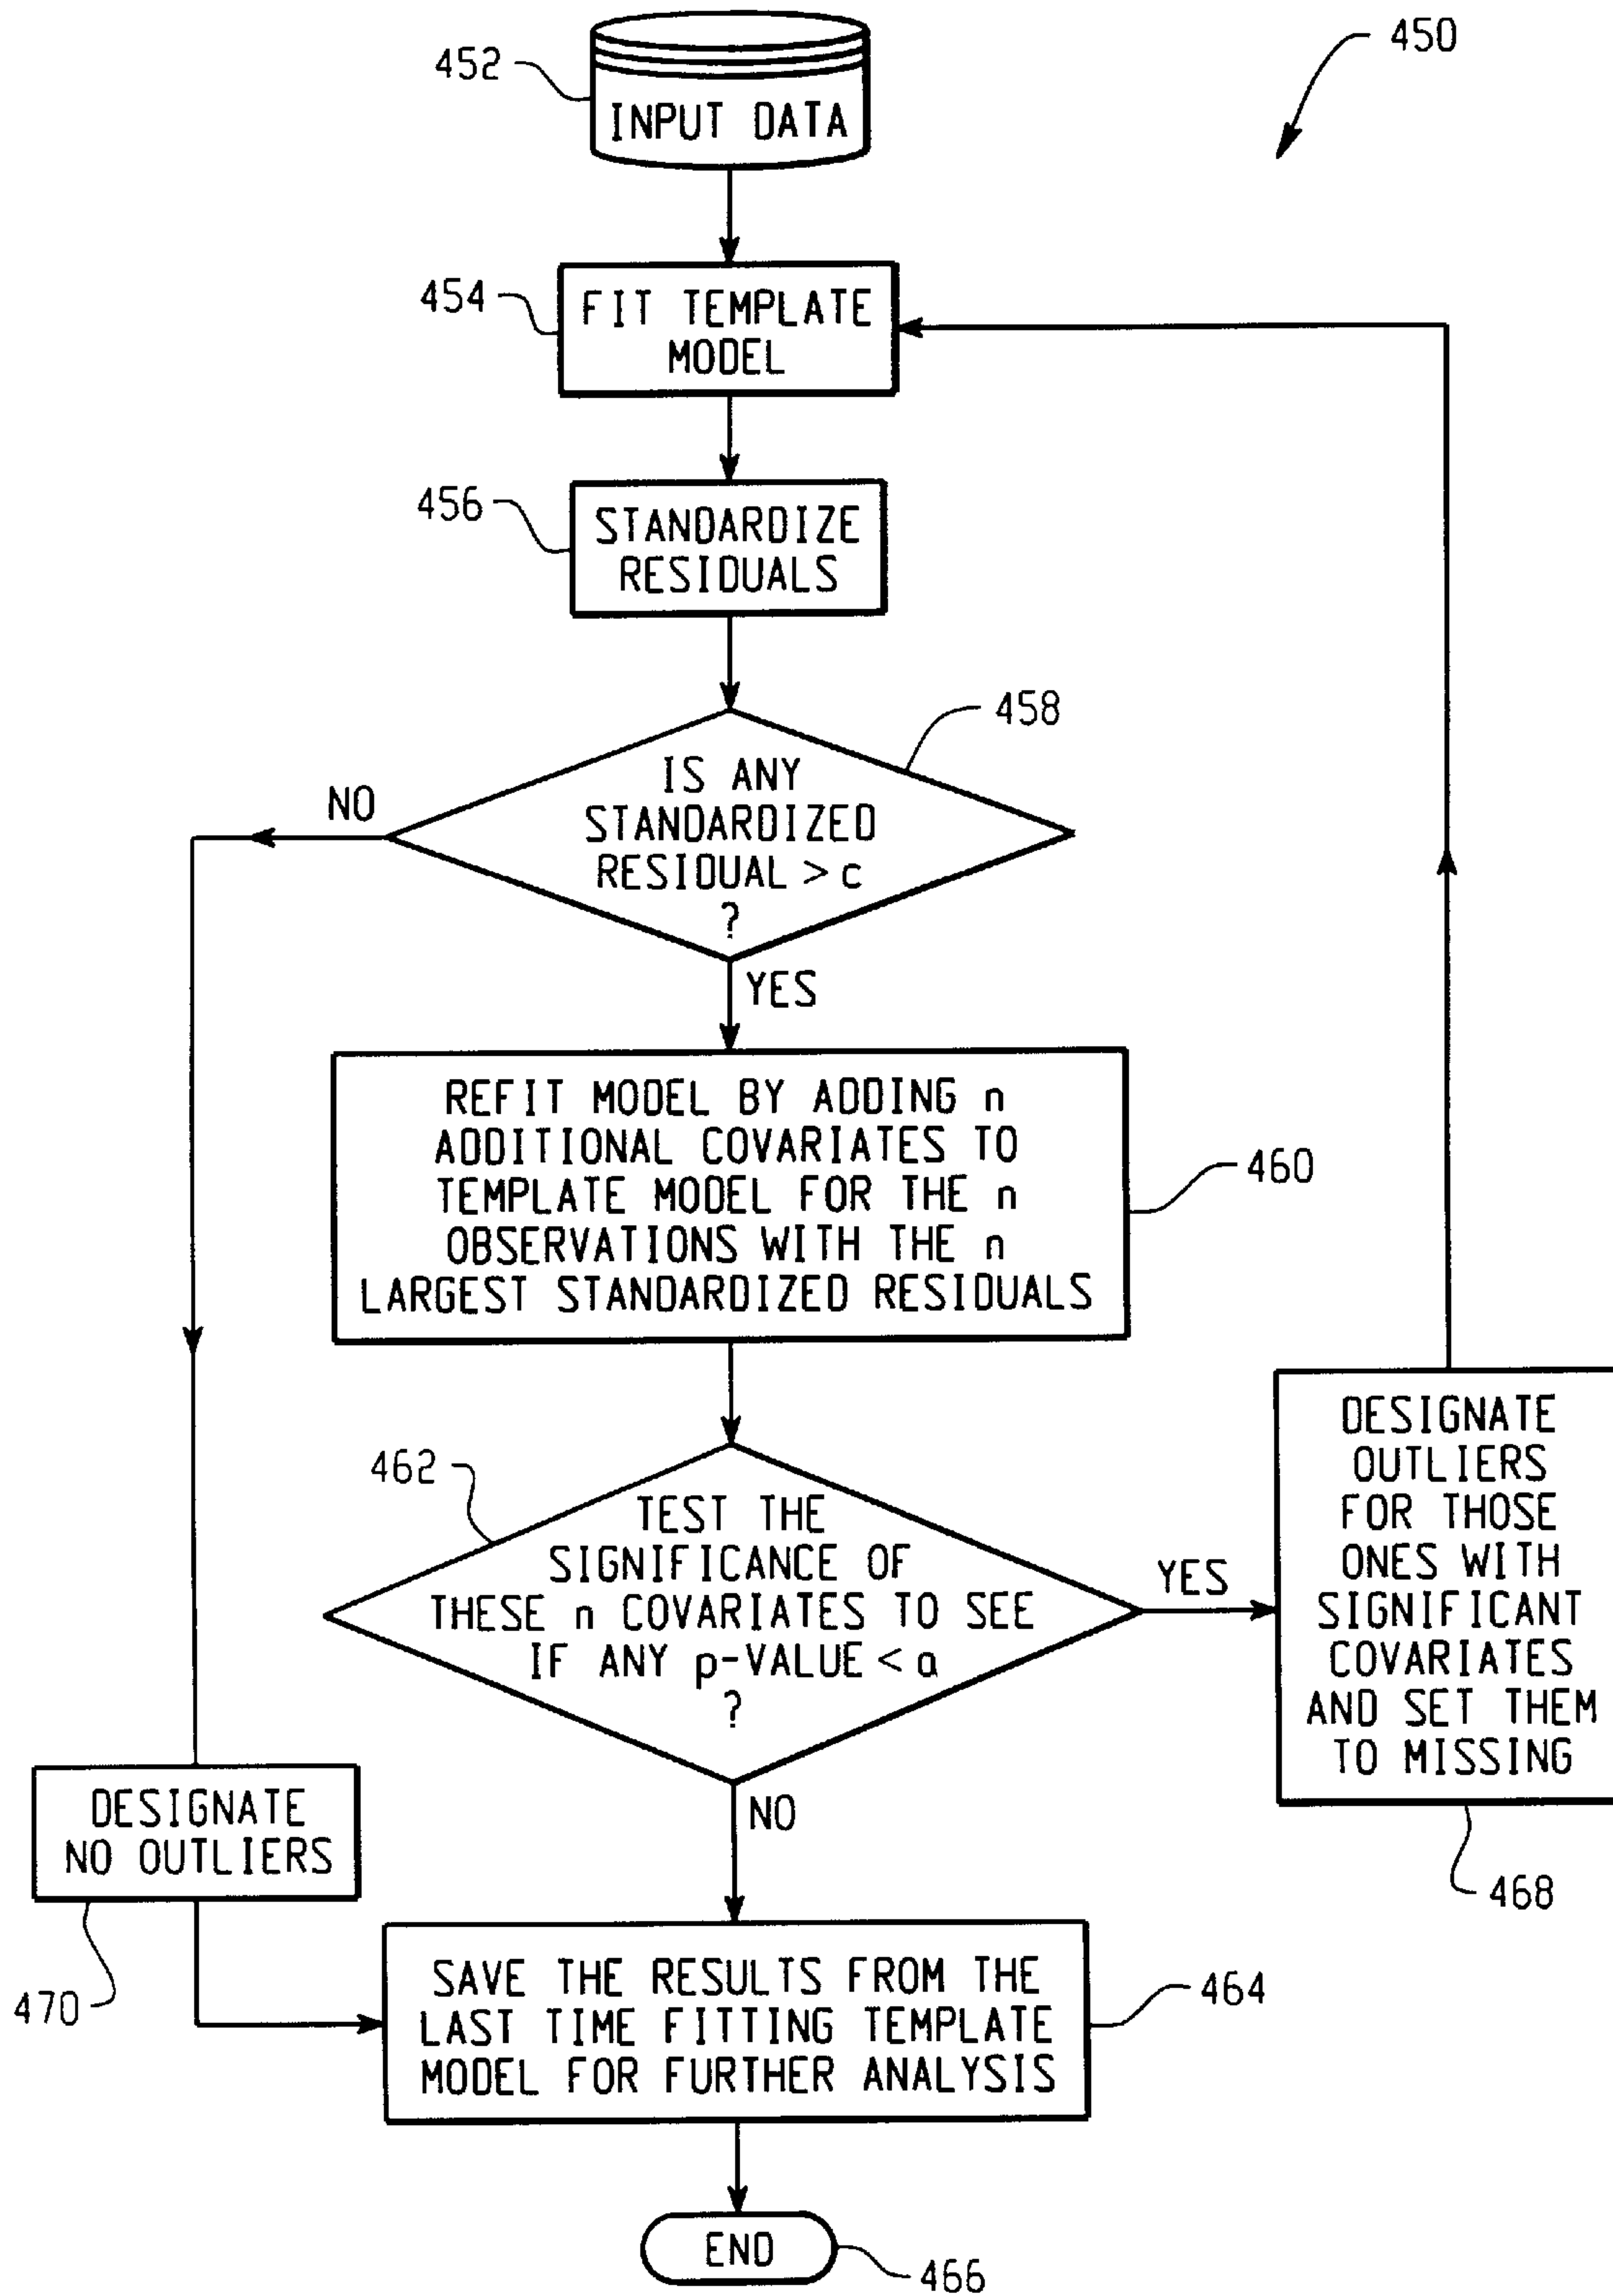 450
452
INPUT DATA
454
FIT TEMPLATE
MODEL
456
STANDARDIZE
RESIDUALS
458
IS ANY
STANDARDIZED
RESIDUAL > c
?
NO
YES
REFIT MODEL BY ADDING n
ADDITIONAL COVARIATES TO
TEMPLATE MODEL FOR THE n
OBSERVATIONS WITH THE n
LARGEST STANDARDIZED RESIDUALS
460
462
TEST THE
SIGNIFICANCE OF
THESE n COVARIATES TO SEE
IF ANY p-VALUE < a
?
YES
NO
DESIGNATE
OUTLIERS
FOR THOSE
ONES WITH
SIGNIFICANT
COVARIATES
AND SET THEM
TO MISSING
468
DESIGNATE
NO OUTLIERS
470
SAVE THE RESULTS FROM THE
LAST TIME FITTING TEMPLATE
MODEL FOR FURTHER ANALYSIS
464
END
466